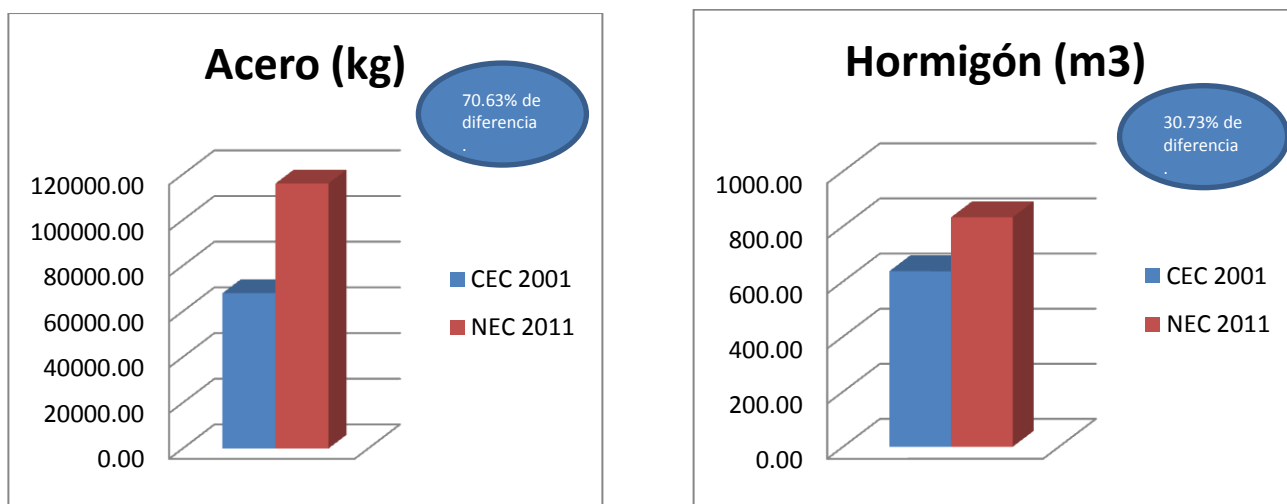 Acero (kg)
70.63% de
diferencia
.
120000.00
100000.00
80000.00
60000.00
40000.00
20000.00
0.00
CEC 2001
NEC 2011
Hormigón (m3)
30.73% de
diferencia
.
1000.00
800.00
600.00
400.00
200.00
0.00
CEC 2001
NEC 2011